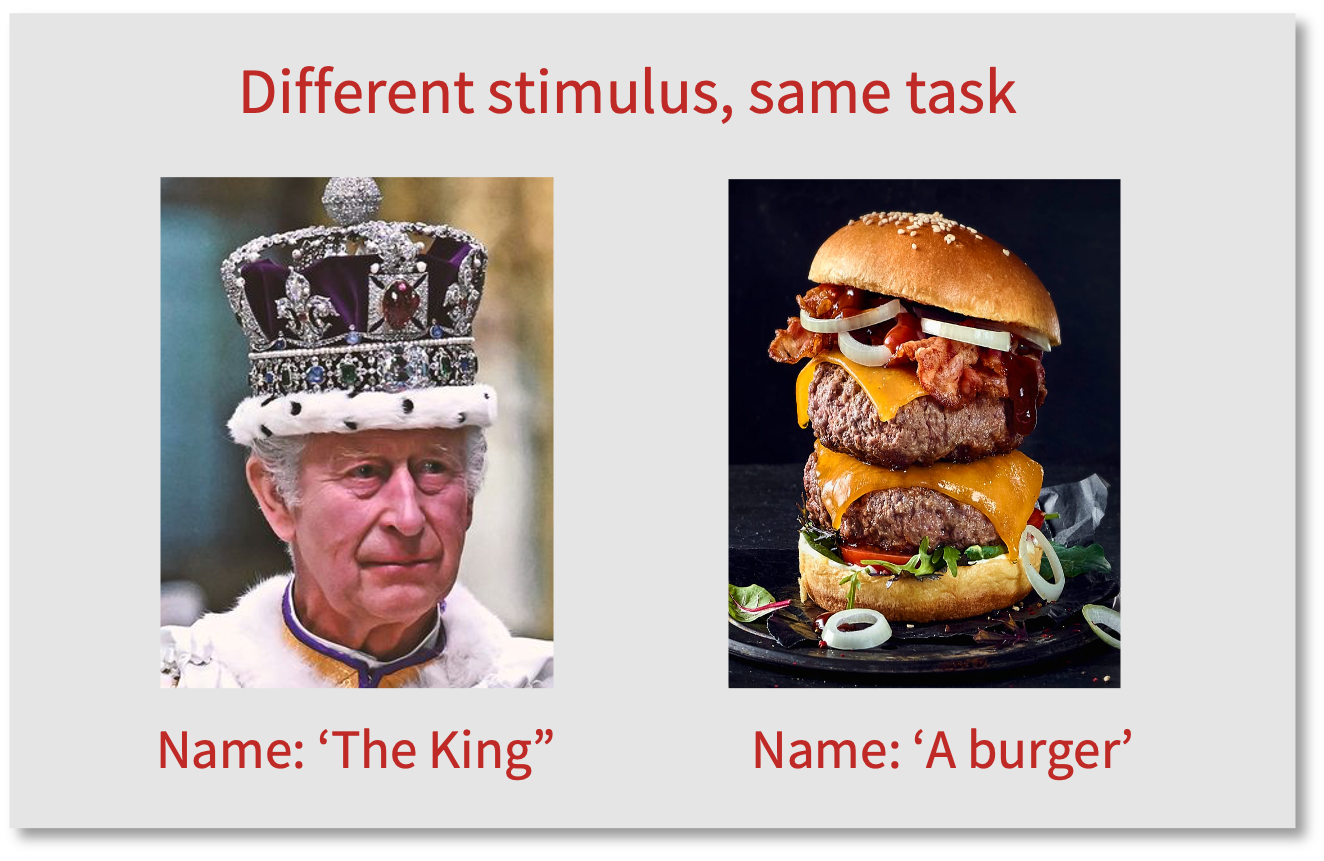 Different stimulus, same task
Name: ‘The King”
Name: ‘A burger’